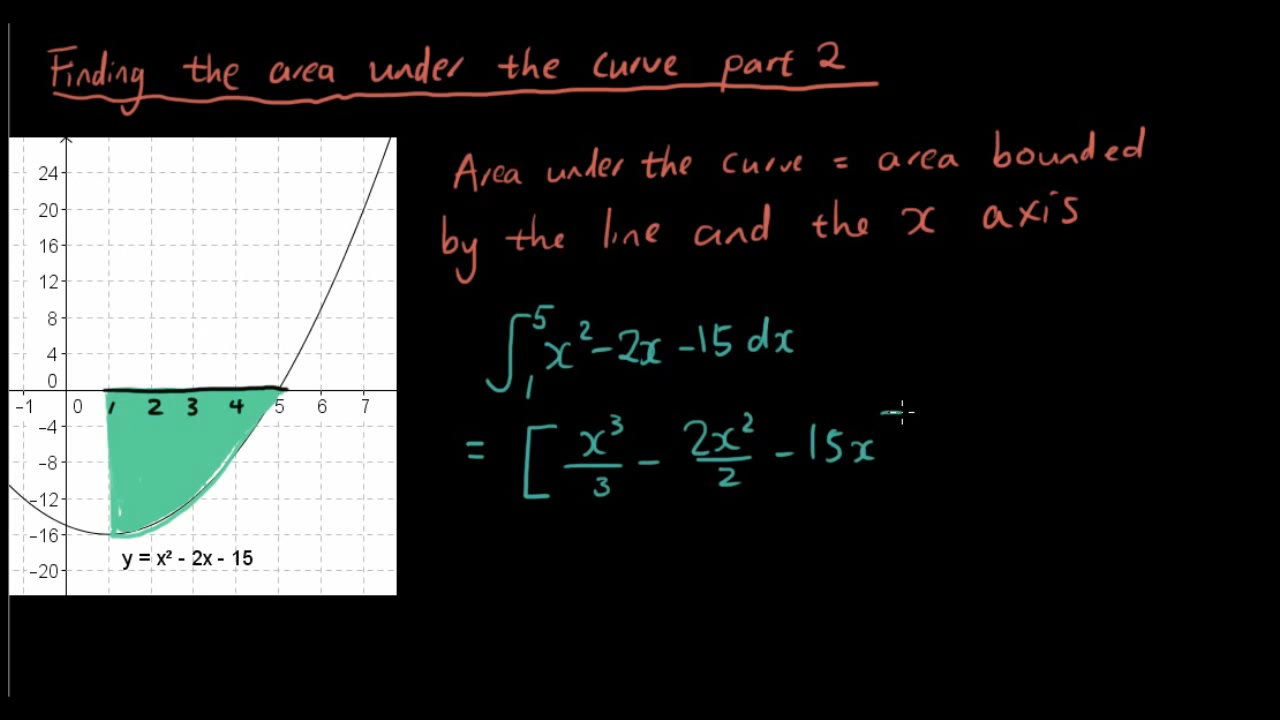 Finding the area under the curve part 2
Area under the curve = area bounded
by the line and the x axis
∫₁⁵ x² - 2x - 15 dx
= [ x³/3 - 2x²/2 - 15x
24
20
16
12
8
4
0
-1 0 1 2 3 4 5 6 7
-4
-8
-12
-16
y = x² - 2x - 15
-20